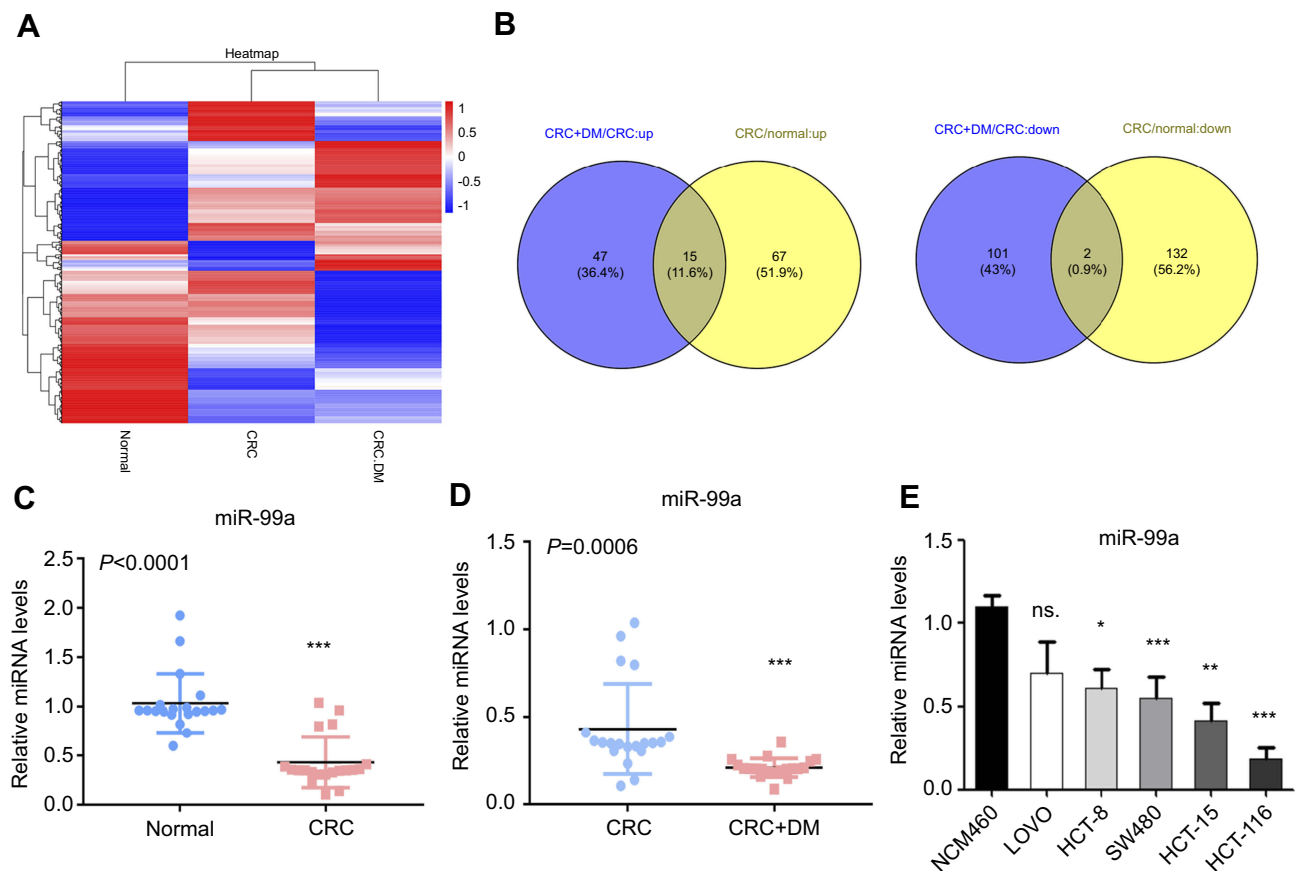 A
Heatmap
1
0.5
0
-0.5
-1
Normal
CRC
CRC.DM
B
CRC+DM/CRC:up
CRC/normal:up
47
(36.4%)
15
(11.6%)
67
(51.9%)
CRC+DM/CRC:down
CRC/normal:down
101
(43%)
2
(0.9%)
132
(56.2%)
C
miR-99a
P<0.0001
Relative miRNA levels
2.5
2.0
1.5
1.0
0.5
0.0
***
Normal
CRC
D
miR-99a
P=0.0006
Relative miRNA levels
1.5
1.0
0.5
0.0
***
CRC
CRC+DM
E
miR-99a
Relative miRNA levels
1.5
1.0
0.5
0.0
ns.
*
***
**
***
NCM460
LOVO
HCT-8
SW480
HCT-15
HCT-116